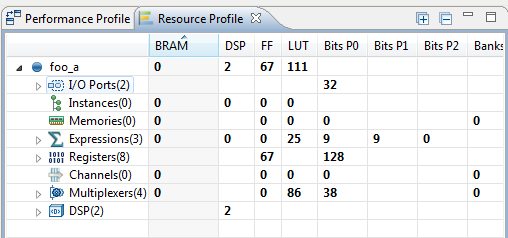 Performance Profile Resource Profile
BRAM DSP FF LUT Bits P0 Bits P1 Bits P2 Banks
foo_a 0 2 67 111
I/O Ports(2) 32
Instances(0) 0 0 0 0
Memories(0) 0 0 0 0 0
Expressions(3) 0 0 0 25 9 9 0
Registers(8) 67 128
Channels(0) 0 0 0 0 0
Multiplexers(4) 0 0 86 38 0
DSP(2) 2